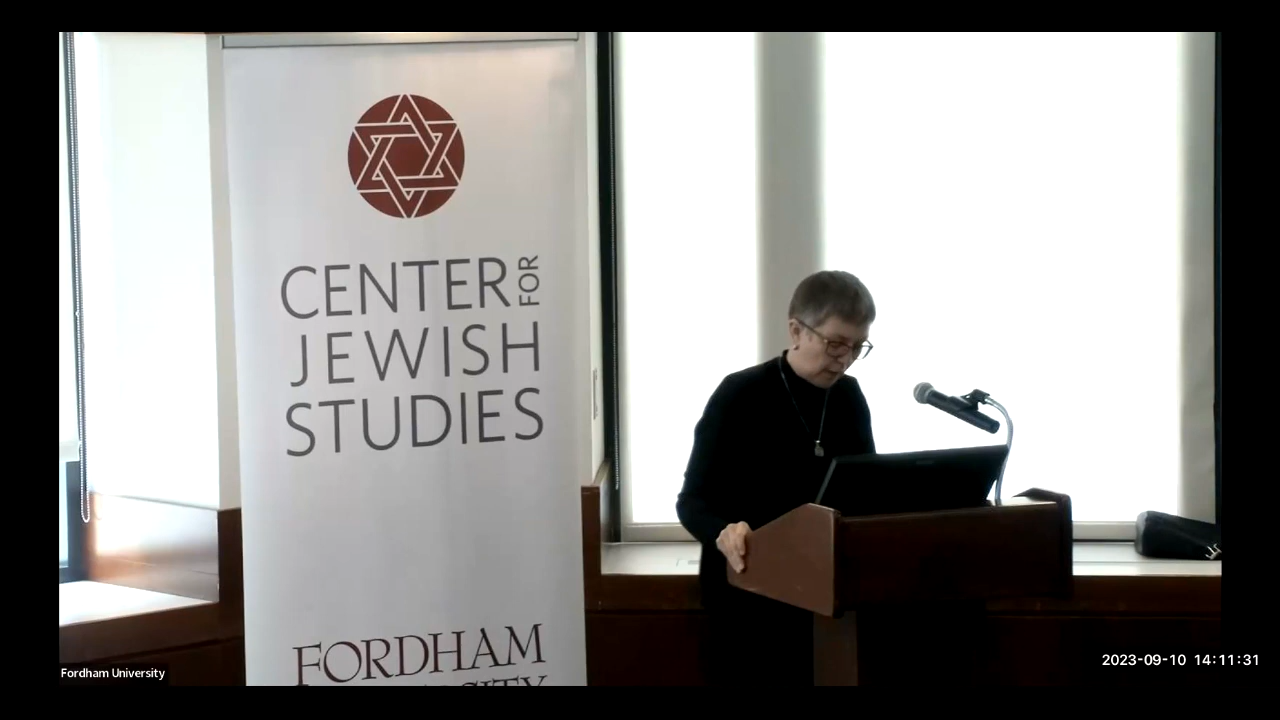 CENTER FOR
JEWISH
STUDIES
FORDHAM
Fordham University
2023-09-10 14:11:31